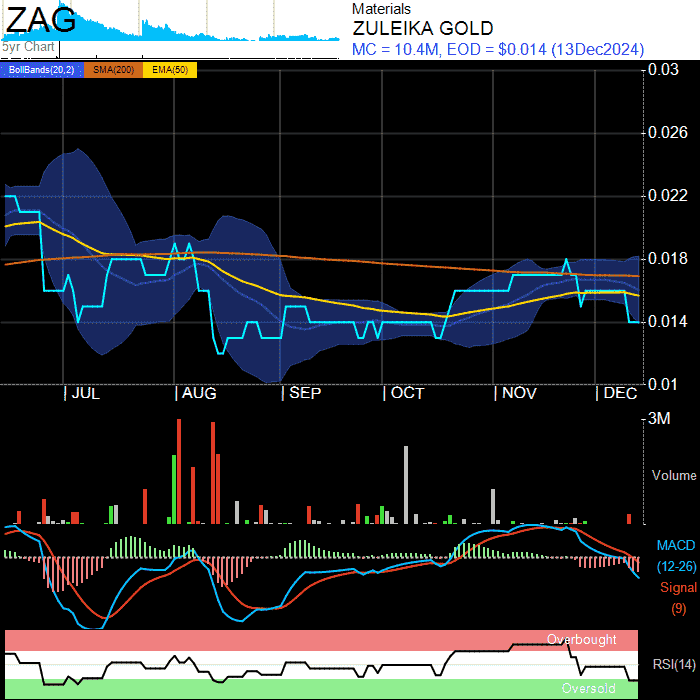 ZAG
5yr Chart
Materials
ZULEIKA GOLD
MC = 10.4M, EOD = $0.014 (13Dec2024)
BollBands(20,2) SMA(200) EMA(50)
0.03
0.026
0.022
0.018
0.014
0.01
JUL AUG SEP OCT NOV DEC
3M
Volume
MACD
(12-26)
Signal
(9)
Overbought
RSI(14)
Oversold